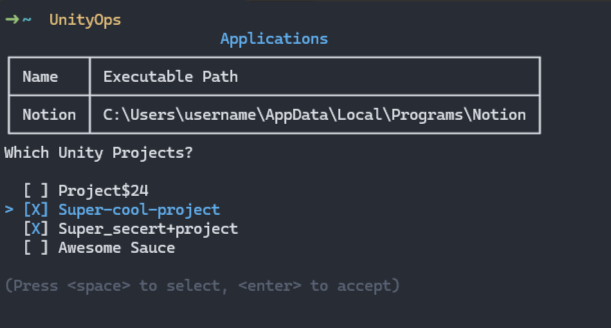 →~ UnityOps
Applications
Name Executable Path
Notion C:\Users\username\AppData\Local\Programs\Notion
Which Unity Projects?
[ ] Project$24
> [X] Super-cool-project
[X] Super_secert+project
[ ] Awesome Sauce
(Press <space> to select, <enter> to accept)